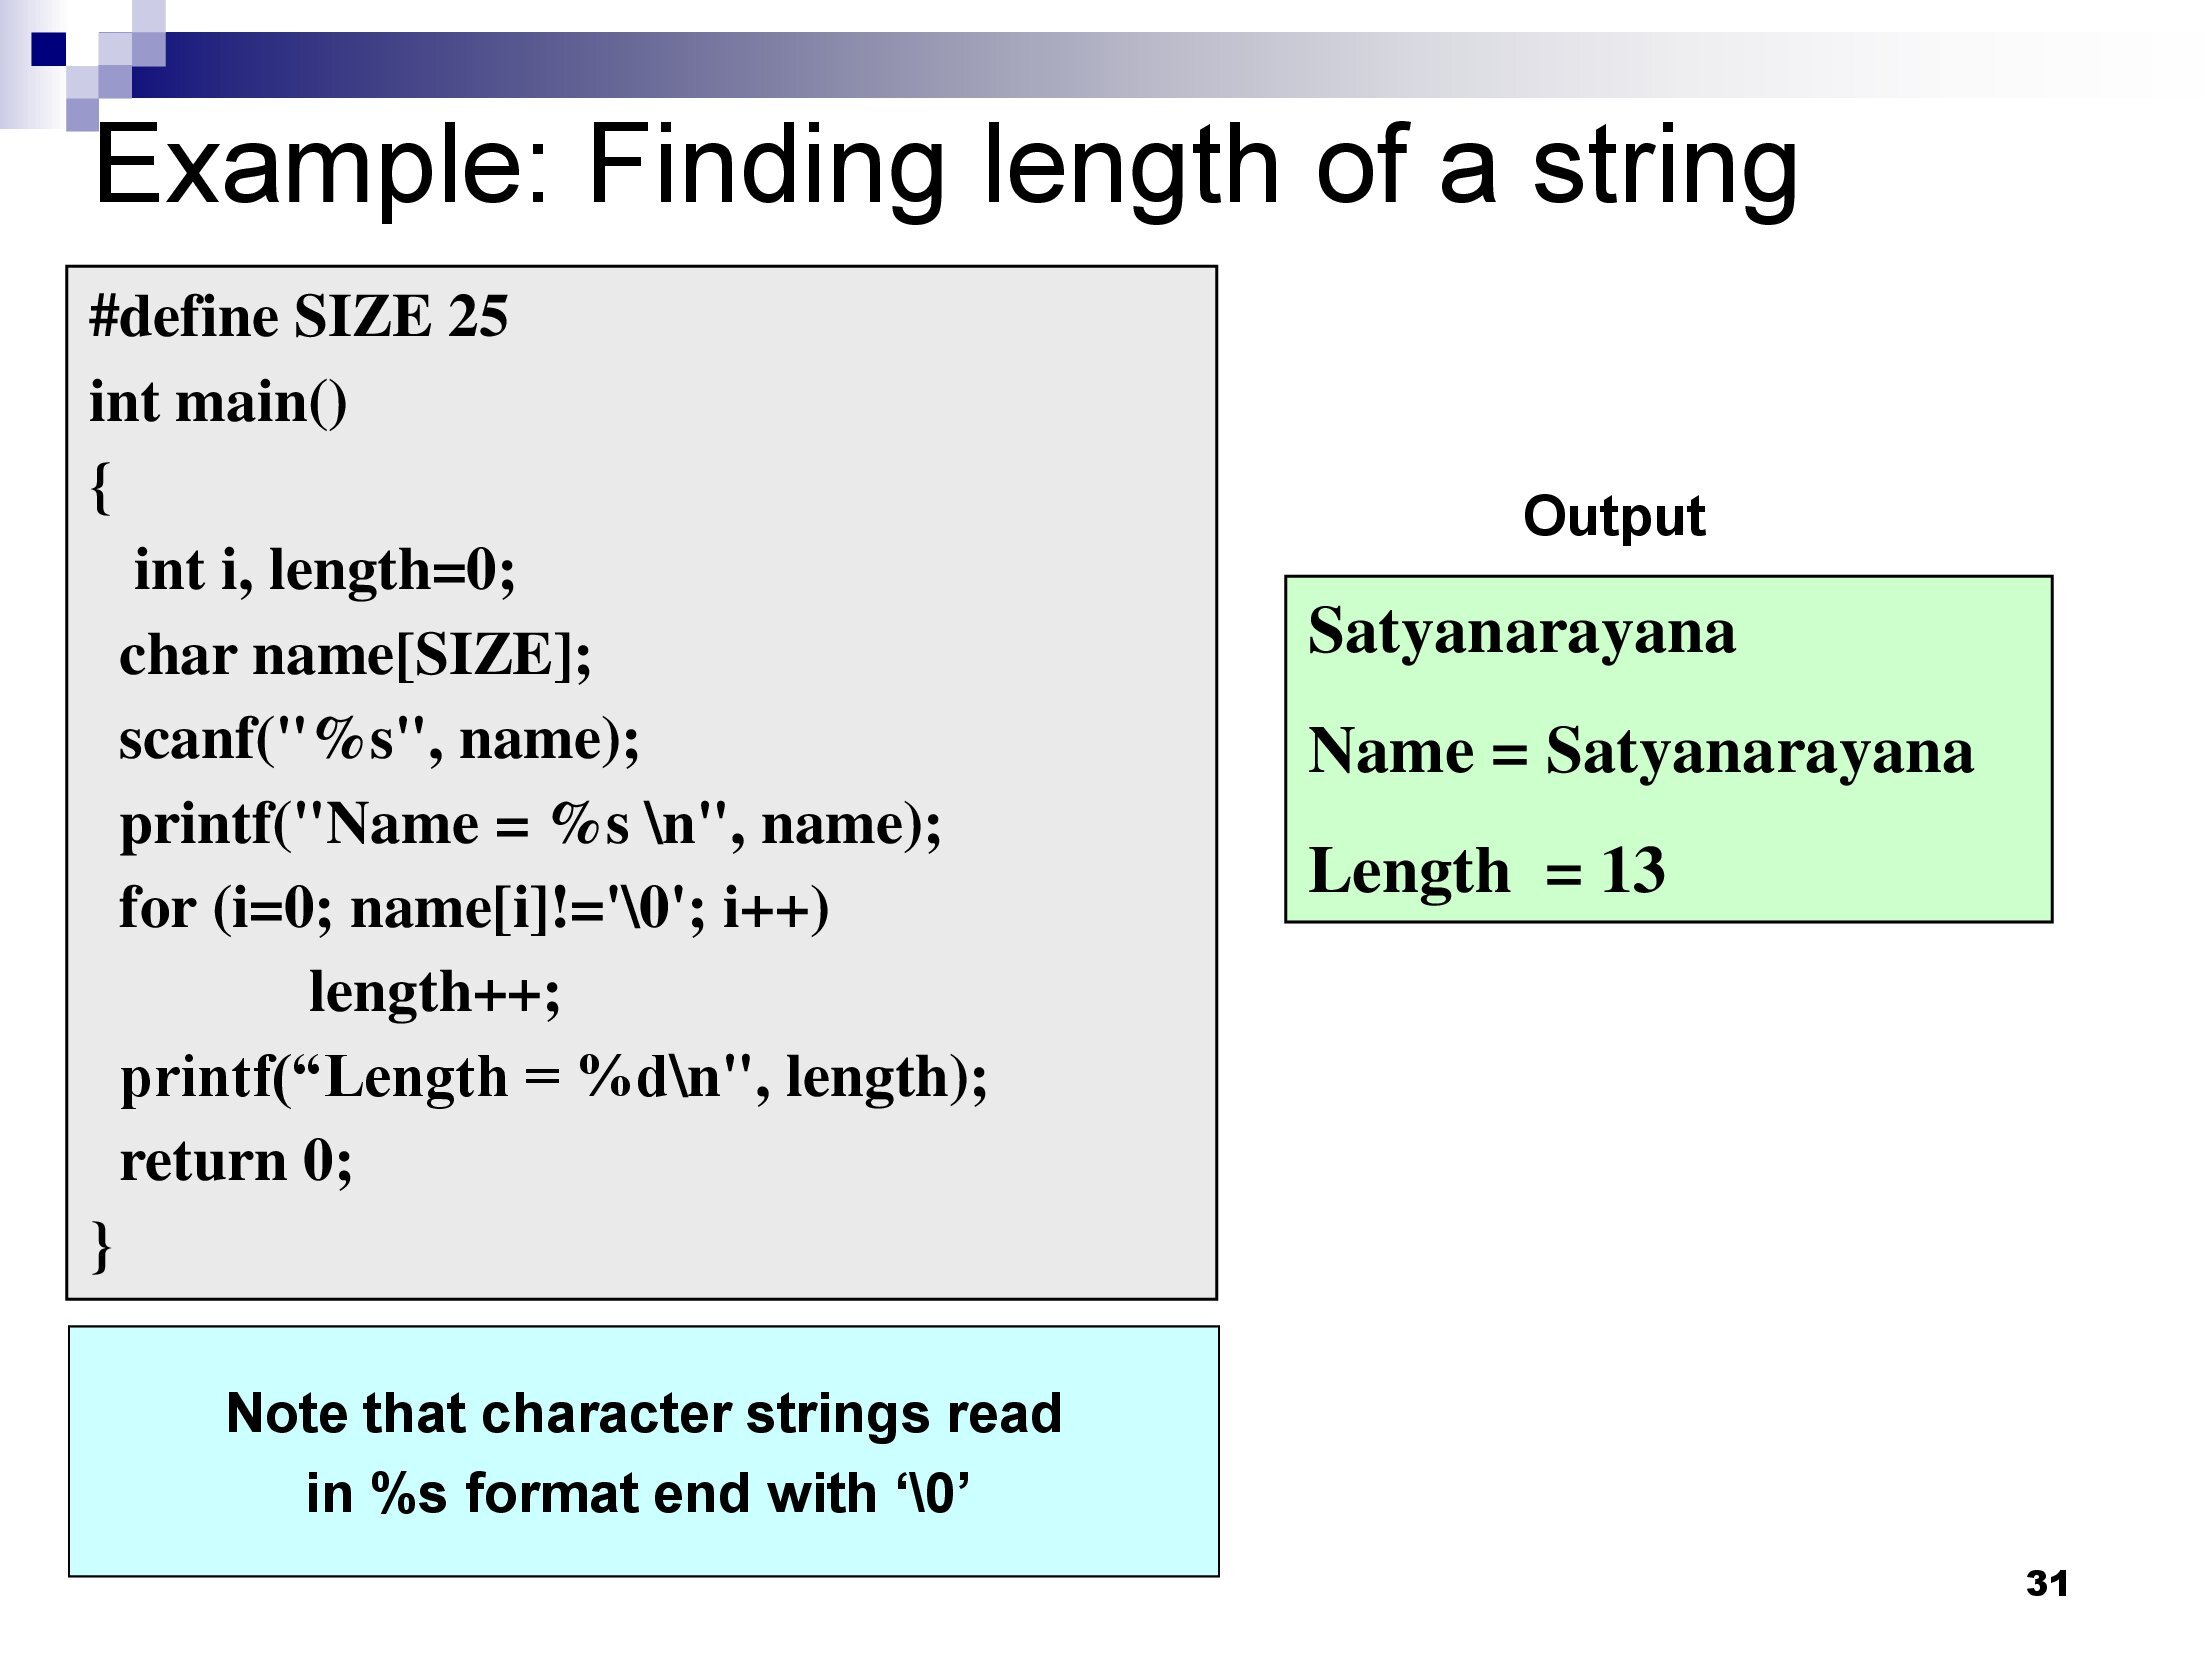 Example: Finding length of a string
#define SIZE 25
int main()
{
int i, length=0;
char name[SIZE];
scanf("%s", name);
printf("Name = %s \n", name);
for (i=0; name[i]!='\0'; i++)
length++;
printf(“Length = %d\n", length);
return 0;
}
Output
Satyanarayana
Name = Satyanarayana
Length  = 13
Note that character strings read
in %s format end with ‘\0’
31